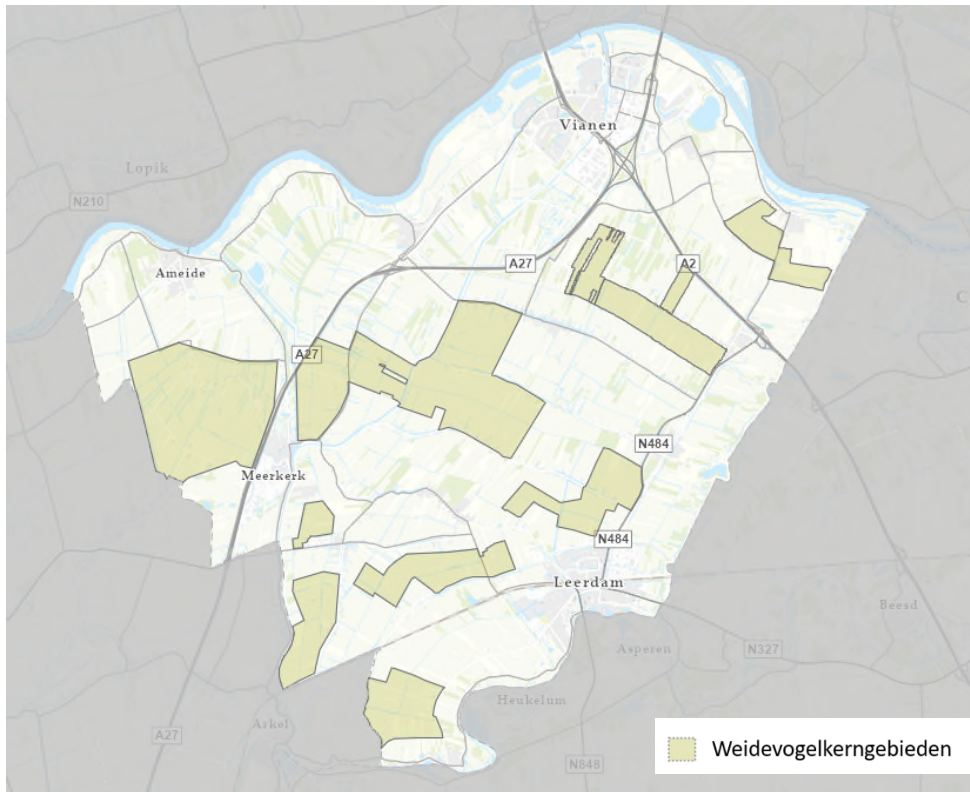 Vianen
Lopik
N210
Ameide
A27
A2
A27
N484
Meerkerk
N484
Leerdam
Beesd
Asperen
N327
Heukelum
Arkel
A27
Weidevogelkerngebieden
N848